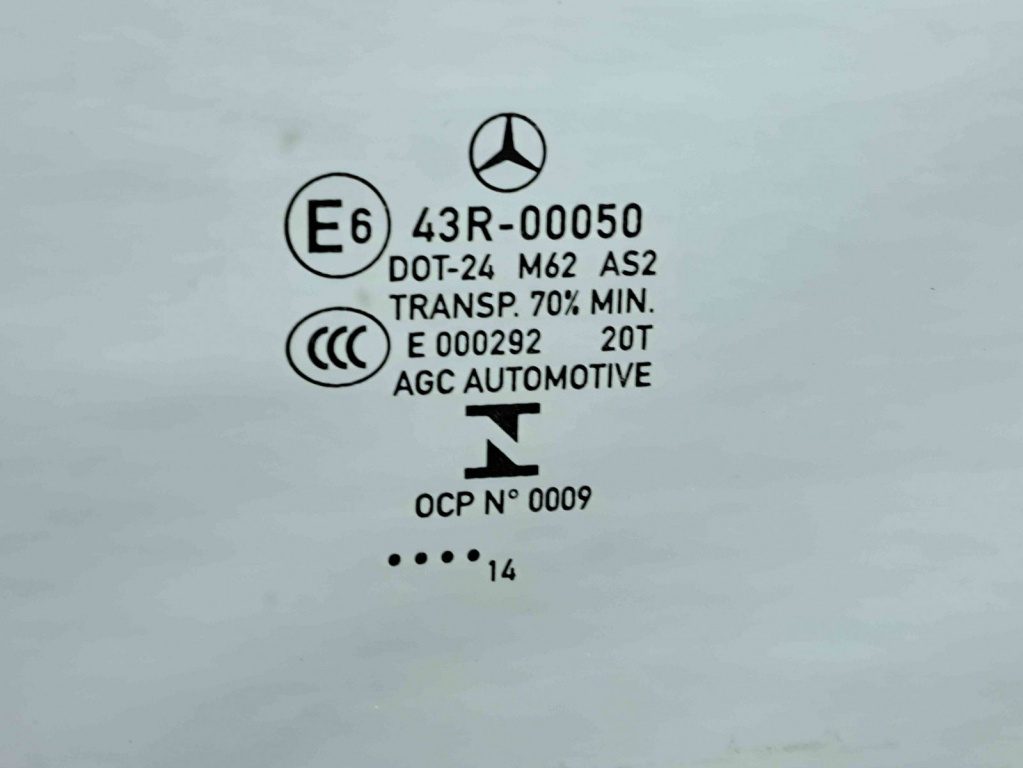 E6 43R-00050
DOT-24 M62 AS2
TRANSP. 70% MIN.
CCC E 000292 20T
AGC AUTOMOTIVE
OCP N° 0009
• • • • 14